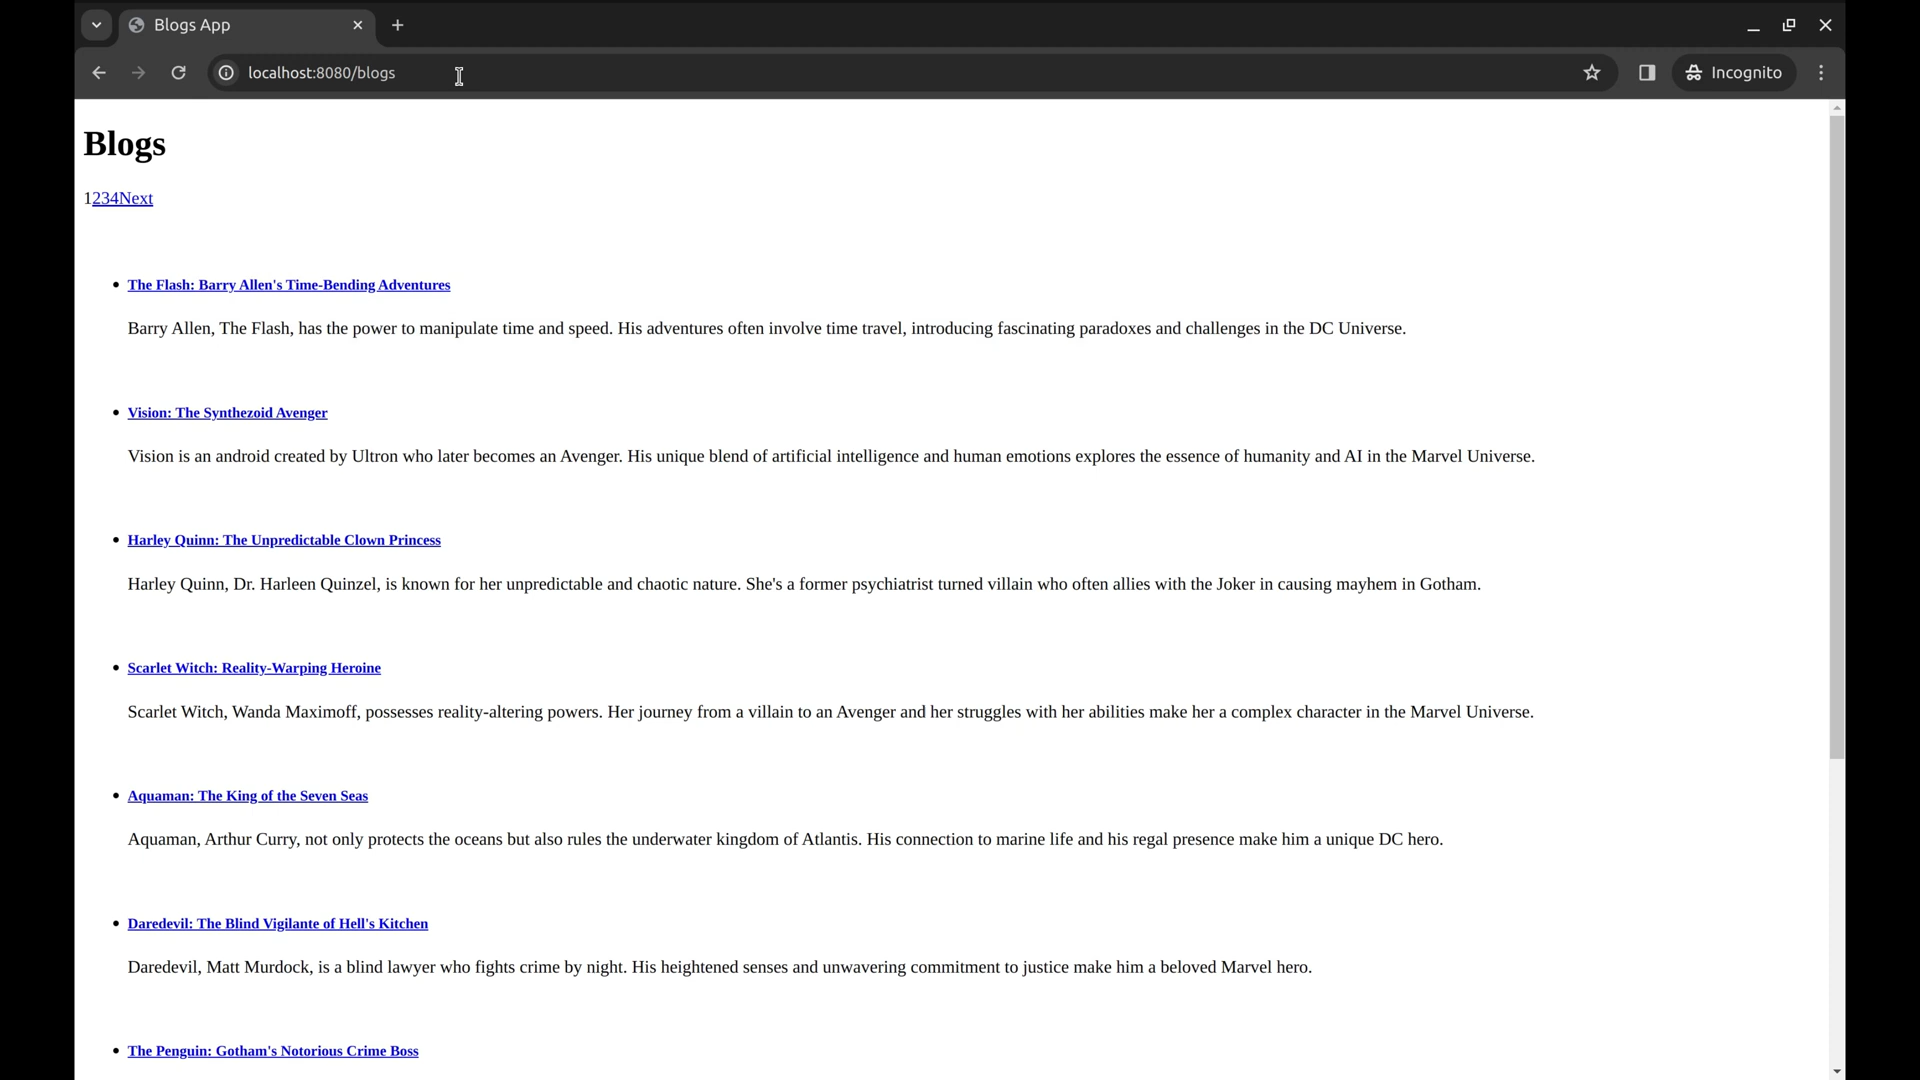 Blogs App
localhost:8080/blogs
Incognito
Blogs
1234Next
The Flash: Barry Allen's Time-Bending Adventures
Barry Allen, The Flash, has the power to manipulate time and speed. His adventures often involve time travel, introducing fascinating paradoxes and challenges in the DC Universe.
Vision: The Synthezoid Avenger
Vision is an android created by Ultron who later becomes an Avenger. His unique blend of artificial intelligence and human emotions explores the essence of humanity and AI in the Marvel Universe.
Harley Quinn: The Unpredictable Clown Princess
Harley Quinn, Dr. Harleen Quinzel, is known for her unpredictable and chaotic nature. She's a former psychiatrist turned villain who often allies with the Joker in causing mayhem in Gotham.
Scarlet Witch: Reality-Warping Heroine
Scarlet Witch, Wanda Maximoff, possesses reality-altering powers. Her journey from a villain to an Avenger and her struggles with her abilities make her a complex character in the Marvel Universe.
Aquaman: The King of the Seven Seas
Aquaman, Arthur Curry, not only protects the oceans but also rules the underwater kingdom of Atlantis. His connection to marine life and his regal presence make him a unique DC hero.
Daredevil: The Blind Vigilante of Hell's Kitchen
Daredevil, Matt Murdock, is a blind lawyer who fights crime by night. His heightened senses and unwavering commitment to justice make him a beloved Marvel hero.
The Penguin: Gotham's Notorious Crime Boss